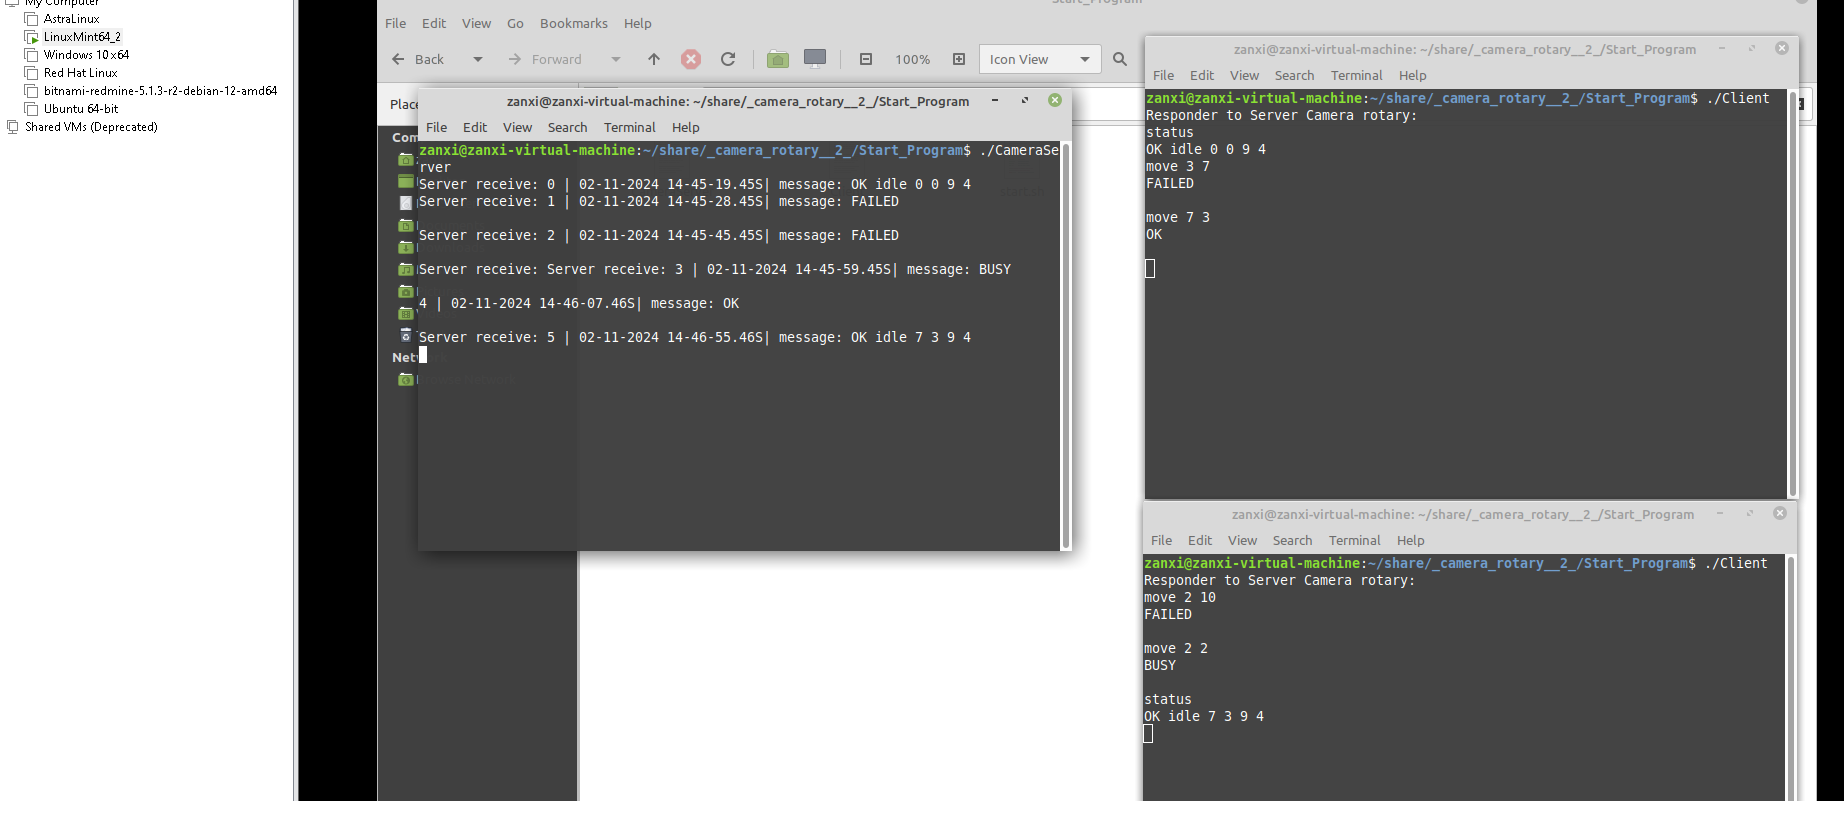 My Computer
AstraLinux
LinuxMint64_2
Windows 10 x64
Red Hat Linux
bitnami-redmine-5.1.3-r2-debian-12-amd64
Ubuntu 64-bit
Shared VMs (Deprecated)
Start_Program
File Edit View Go Bookmarks Help
Back Forward 100% Icon View
Place
Com
Net
zanxi@zanxi-virtual-machine: ~/share/_camera_rotary__2_/Start_Program
File Edit View Search Terminal Help
zanxi@zanxi-virtual-machine:~/share/_camera_rotary__2_/Start_Program$ ./CameraSe
rver
Server receive: 0 | 02-11-2024 14-45-19.45S| message: OK idle 0 0 9 4
Server receive: 1 | 02-11-2024 14-45-28.45S| message: FAILED
Server receive: 2 | 02-11-2024 14-45-45.45S| message: FAILED
Server receive: Server receive: 3 | 02-11-2024 14-45-59.45S| message: BUSY
4 | 02-11-2024 14-46-07.46S| message: OK
Server receive: 5 | 02-11-2024 14-46-55.46S| message: OK idle 7 3 9 4
zanxi@zanxi-virtual-machine: ~/share/_camera_rotary__2_/Start_Program
File Edit View Search Terminal Help
zanxi@zanxi-virtual-machine:~/share/_camera_rotary__2_/Start_Program$ ./Client
Responder to Server Camera rotary:
status
OK idle 0 0 9 4
move 3 7
FAILED
move 7 3
OK
zanxi@zanxi-virtual-machine: ~/share/_camera_rotary__2_/Start_Program
File Edit View Search Terminal Help
zanxi@zanxi-virtual-machine:~/share/_camera_rotary__2_/Start_Program$ ./Client
Responder to Server Camera rotary:
move 2 10
FAILED
move 2 2
BUSY
status
OK idle 7 3 9 4